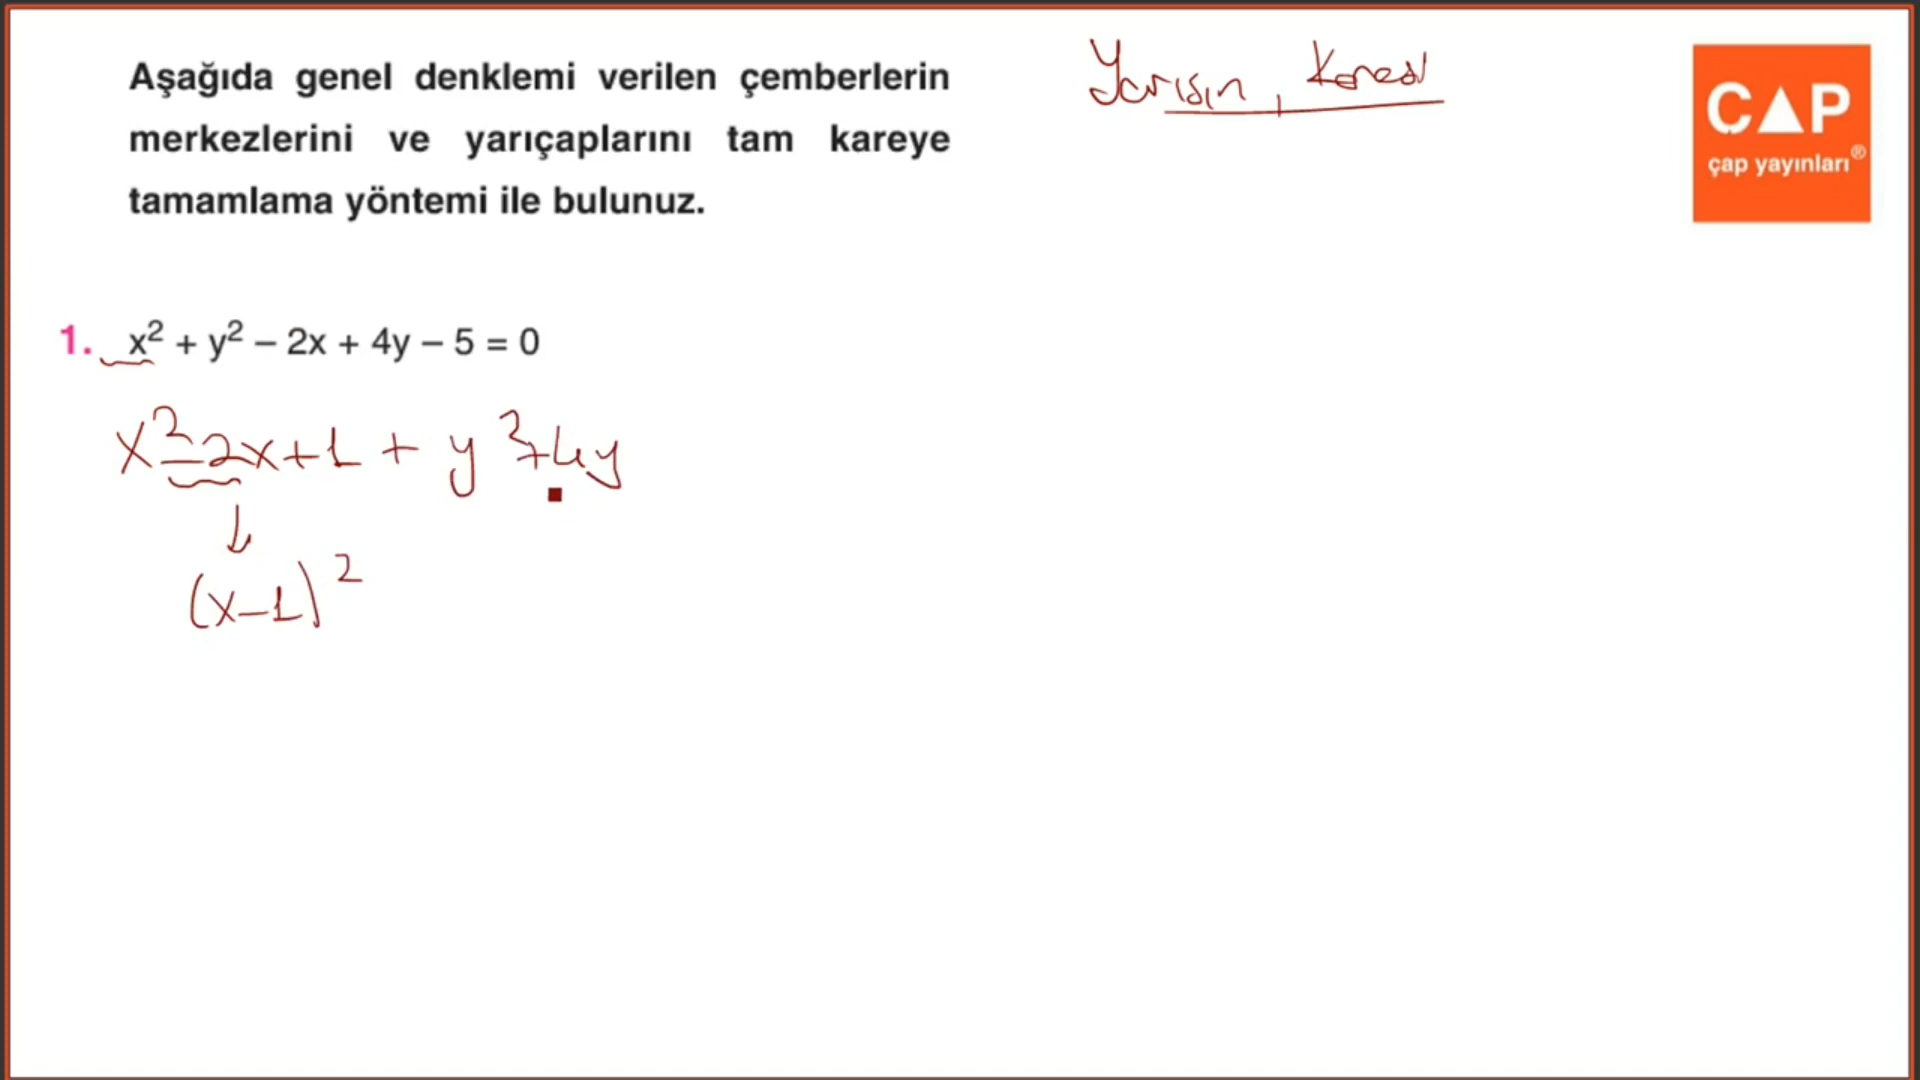 Aşağıda genel denklemi verilen çemberlerin
merkezlerini ve yarıçaplarını tam kareye
tamamlama yöntemi ile bulunuz.
Yarısın, Karesi
ÇAP
çap yayınları®
1. x² + y² – 2x + 4y – 5 = 0
x²-2x+1 + y²+4y
↓
(x-1)²